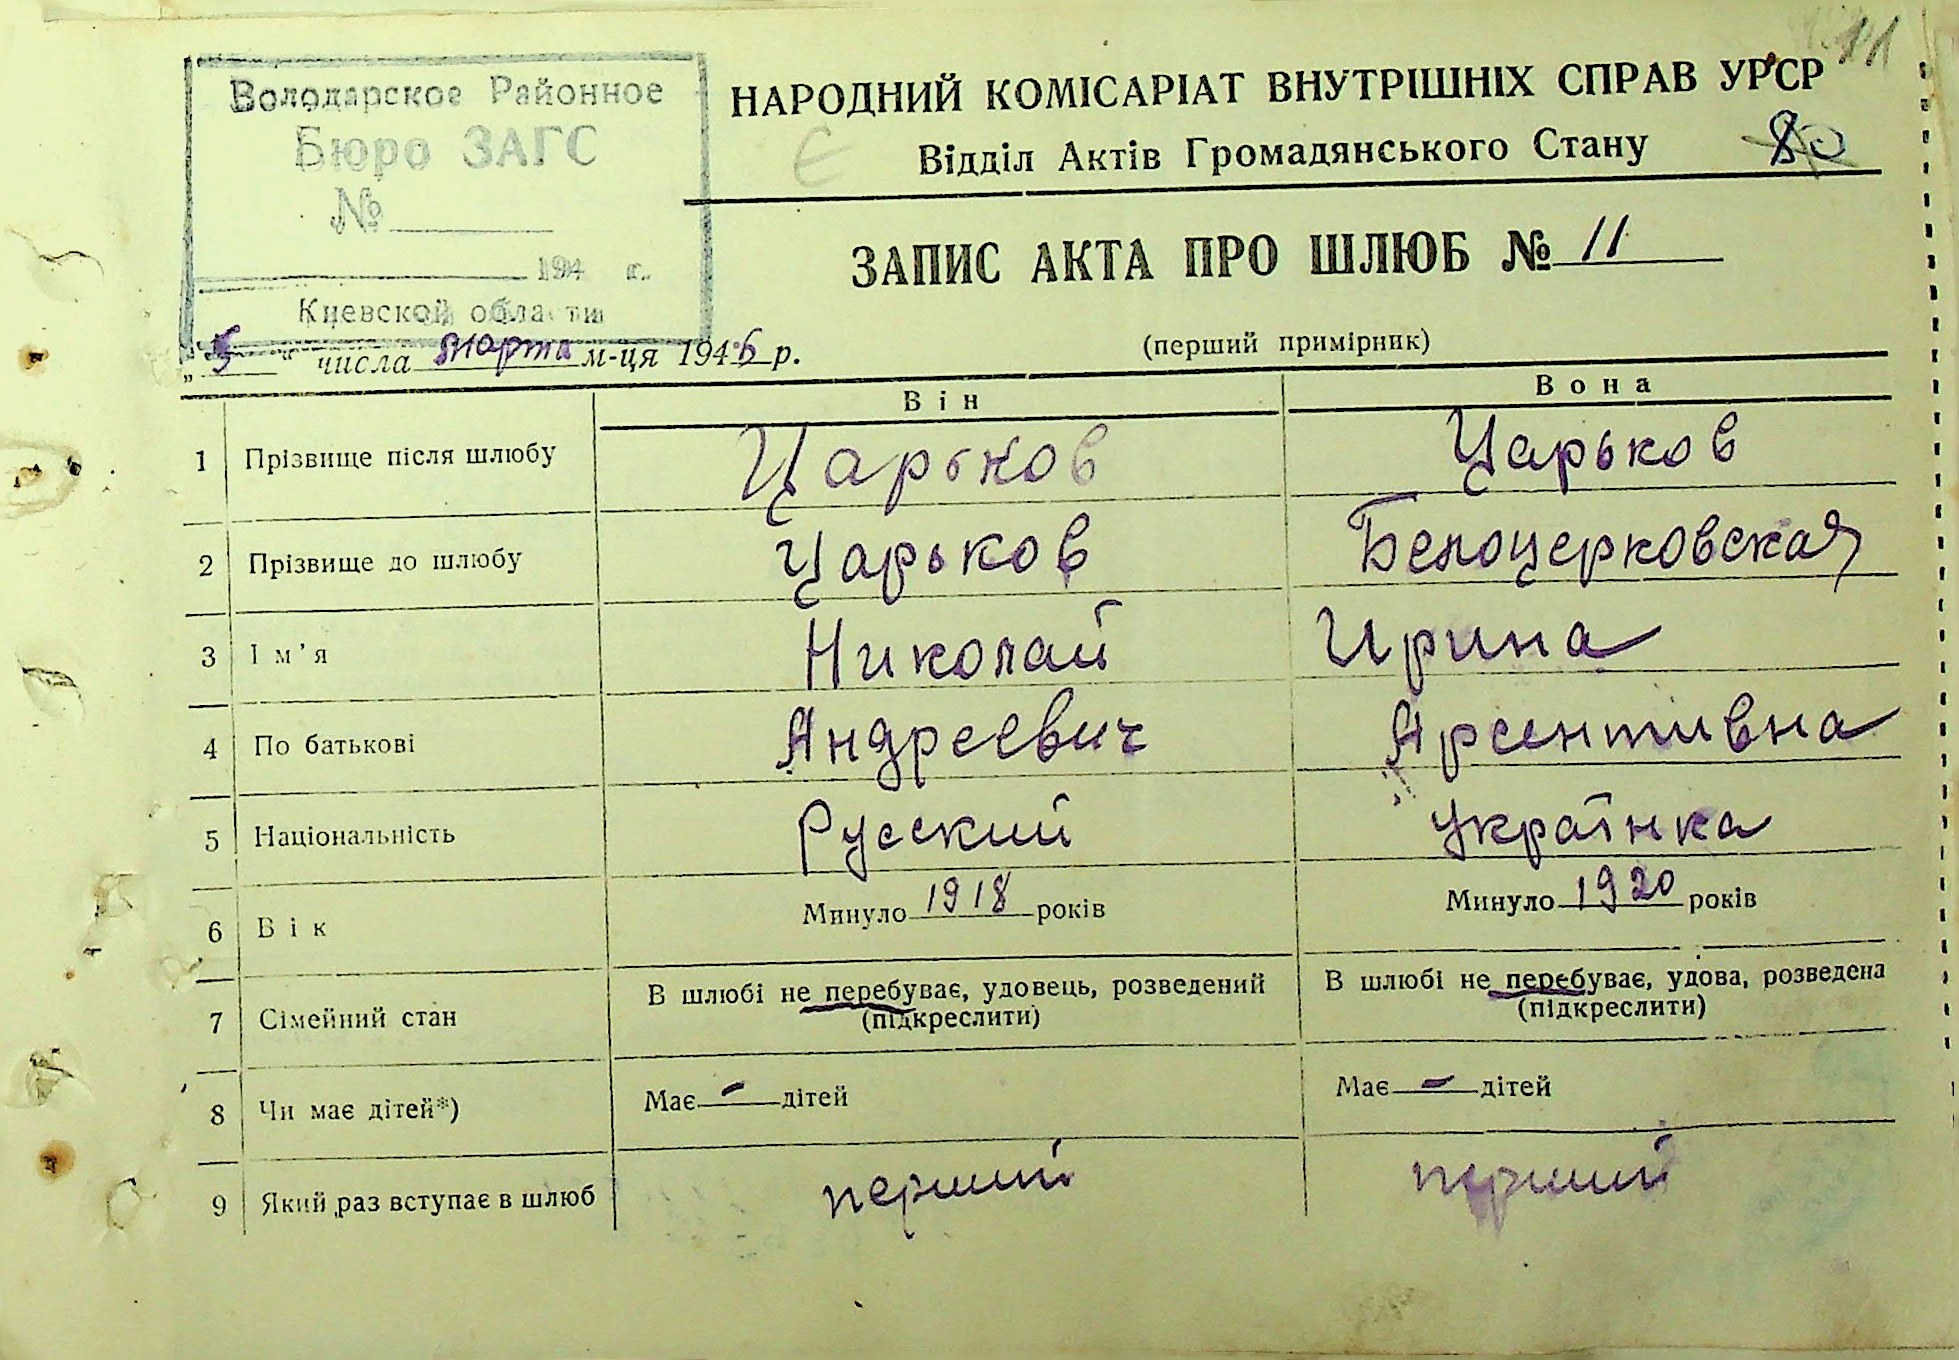 11
Володарское Районное
Бюро ЗАГС
№
194 г.
Киевской области
НАРОДНИЙ КОМІСАРІАТ ВНУТРІШНІХ СПРАВ УРСР
Є
Відділ Актів Громадянського Стану 80
ЗАПИС АКТА ПРО ШЛЮБ № 11
(перший примірник)
„5“ числа марта м-ця 1946 р.
Він Вона
1 Прізвище після шлюбу Царьков Царьков
2 Прізвище до шлюбу Царьков Белоцерковская
3 Ім'я Николай Ирина
4 По батькові Андреевич Арсентивна
5 Національність Русский Українка
6 Вік Минуло 1918 років Минуло 1920 років
7 Сімейний стан В шлюбі не перебуває, удовець, розведений (підкреслити) В шлюбі не перебуває, удова, розведена (підкреслити)
8 Чи має дітей*) Має - дітей Має - дітей
9 Який раз вступає в шлюб перший перший